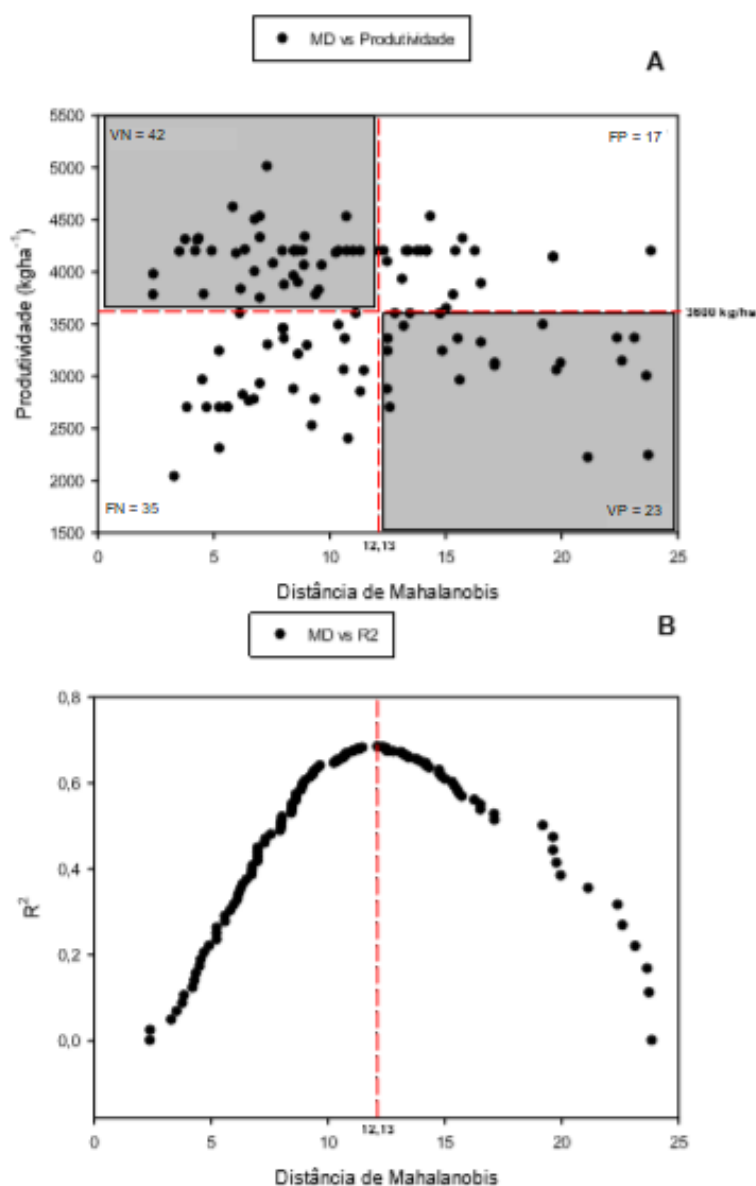 MD vs Produtividade
A
5500
5000
4500
4000
3500
3000
2500
2000
1500
VN = 42
FP = 17
3600 kg/ha
FN = 35
VP = 23
Produtividade (kgha⁻¹)
0
5
10
12,13
15
20
25
Distância de Mahalanobis
MD vs R2
B
0,8
0,6
0,4
0,2
0,0
R²
0
5
10
12,13
15
20
25
Distância de Mahalanobis